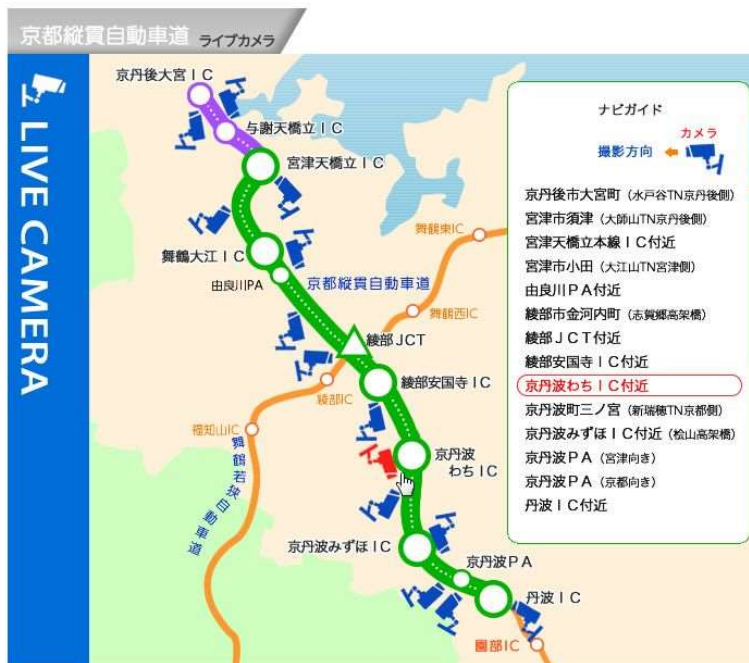 京都縦貫自動車道 ライブカメラ
LIVE CAMERA
京丹後大宮IC
与謝天橋立IC
宮津天橋立IC
舞鶴大江IC
由良川PA
京都縦貫自動車道
舞鶴東IC
舞鶴西IC
綾部JCT
綾部安国寺IC
綾部IC
福知山IC
舞鶴若狭自動車道
京丹波
わちIC
京丹波みずほIC
京丹波PA
丹波IC
園部IC
ナビガイド
カメラ
撮影方向
京丹後市大宮町(水戸谷TN京丹後側)
宮津市須津(大師山TN京丹後側)
宮津天橋立本線IC付近
宮津市小田(大江山TN宮津側)
由良川PA付近
綾部市金河内町(志賀郷高架橋)
綾部JCT付近
綾部安国寺IC付近
京丹波わちIC付近
京丹波町三ノ宮(新瑞穂TN京都側)
京丹波みずほIC付近(桧山高架橋)
京丹波PA(宮津向き)
京丹波PA(京都向き)
丹波IC付近